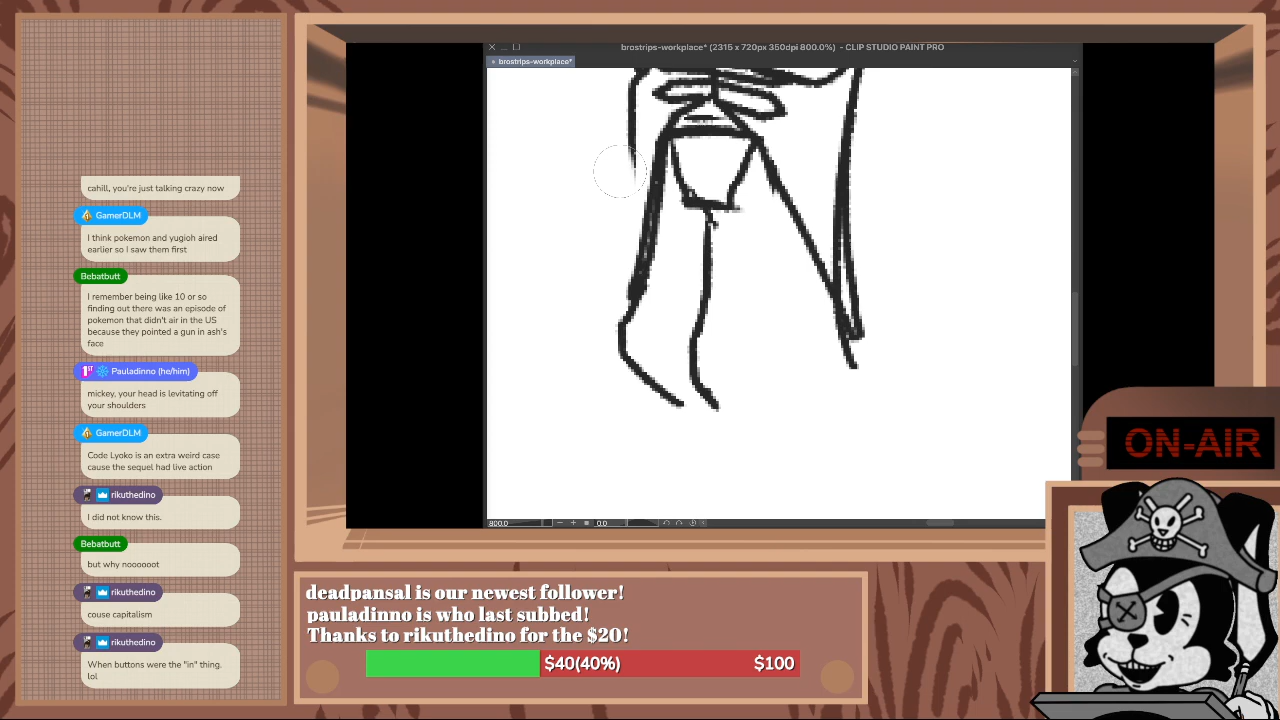 cahill, you're just talking crazy now
GamerDLM
I think pokemon and yugioh aired
earlier so I saw them first
Bebatbutt
I remember being like 10 or so
finding out there was an episode of
pokemon that didn't air in the US
because they pointed a gun in ash's
face
1ST Pauladinno (he/him)
mickey, your head is levitating off
your shoulders
GamerDLM
Code Lyoko is an extra weird case
cause the sequel had live action
rikuthedino
I did not know this.
Bebatbutt
but why noooooot
rikuthedino
couse capitalism
rikuthedino
When buttons were the "in" thing.
lol
brostrips-workplace* (2315 x 720px 350dpi 800.0%) - CLIP STUDIO PAINT PRO
brostrips-workplace*
800.0
0.0
ON-AIR
deadpansal is our newest follower!
pauladinno is who last subbed!
Thanks to rikuthedino for the $20!
$40(40%) $100